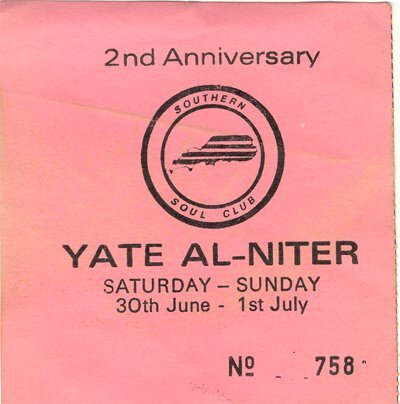 2nd Anniversary
SOUTHERN
SOUL CLUB
YATE AL-NITER
SATURDAY – SUNDAY
30th June - 1st July
Nº 758